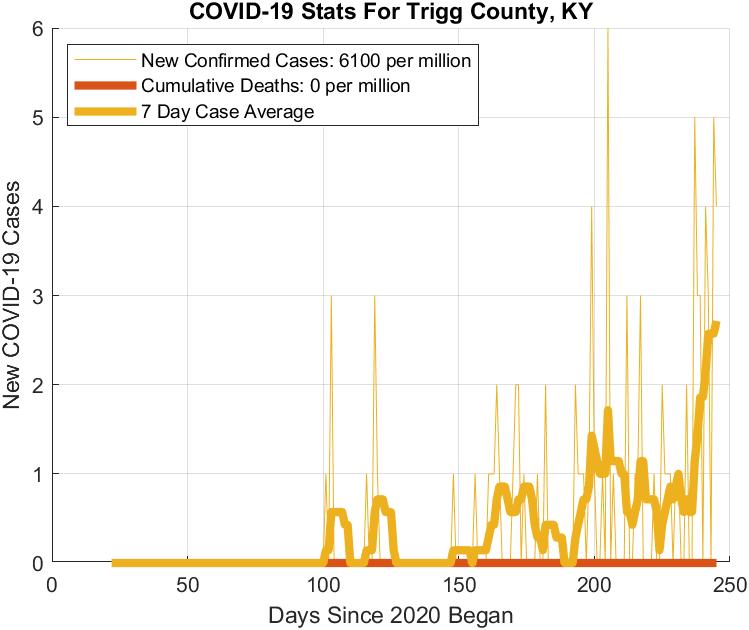 COVID-19 Stats For Trigg County, KY
New Confirmed Cases: 6100 per million
Cumulative Deaths: 0 per million
7 Day Case Average
6
5
4
3
2
1
0
New COVID-19 Cases
0 50 100 150 200 250
Days Since 2020 Began